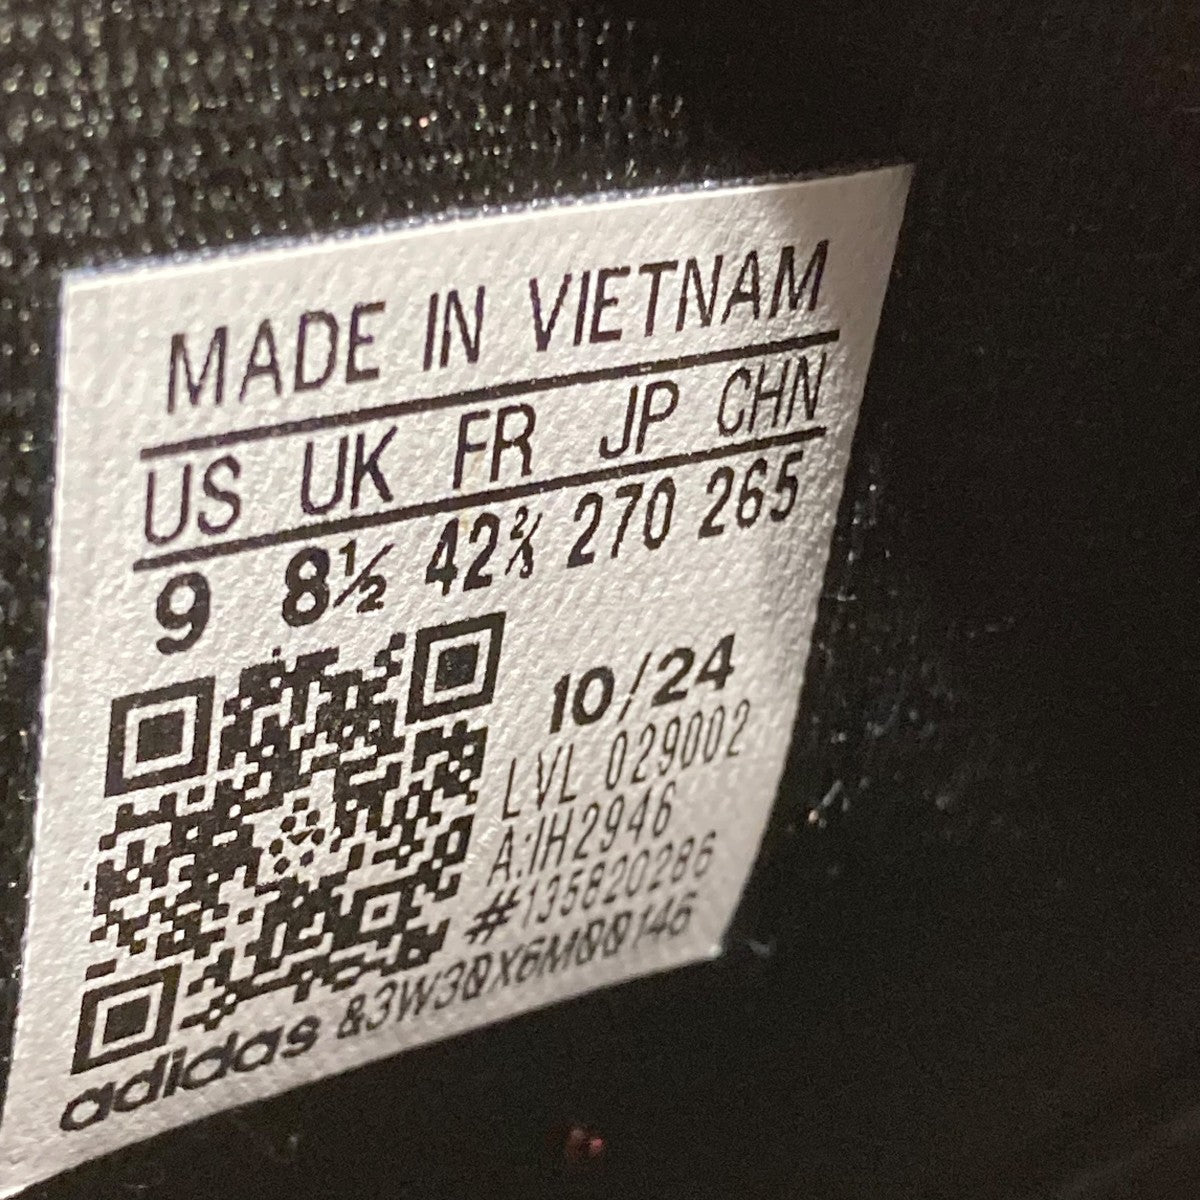 MADE IN VIETNAM
US UK FR JP CHN
9 8½ 42⅔ 270 265
10/24
LVL 029002
A:IH2946
#135820286
adidas &3W3QX6MQQ146